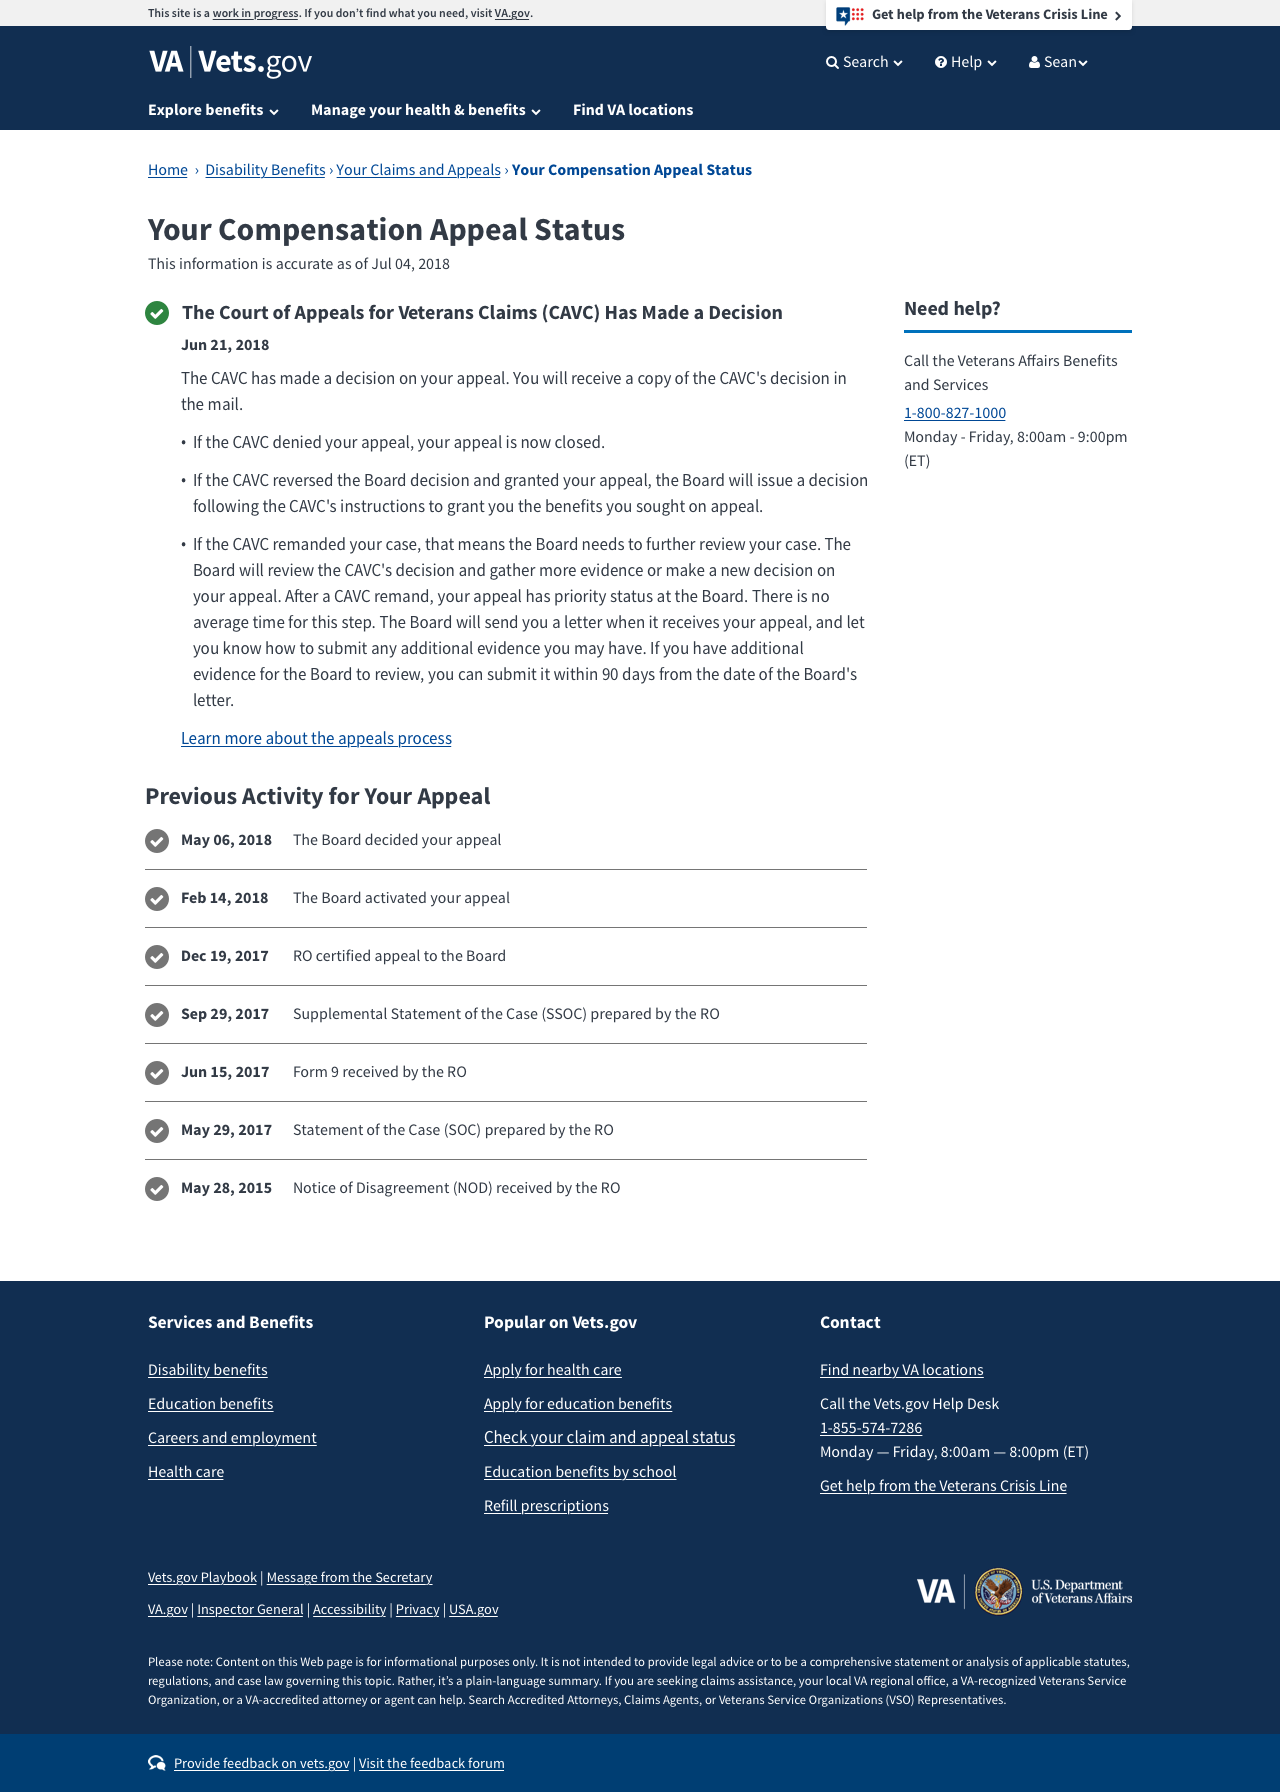 This site is a work in progress. If you don’t find what you need, visit VA.gov.
Get help from the Veterans Crisis Line
VA | Vets.gov
Search
Help
Sean
Explore benefits
Manage your health & benefits
Find VA locations
Home › Disability Benefits › Your Claims and Appeals › Your Compensation Appeal Status
Your Compensation Appeal Status
This information is accurate as of Jul 04, 2018
The Court of Appeals for Veterans Claims (CAVC) Has Made a Decision
Jun 21, 2018
The CAVC has made a decision on your appeal. You will receive a copy of the CAVC's decision in
the mail.
• If the CAVC denied your appeal, your appeal is now closed.
• If the CAVC reversed the Board decision and granted your appeal, the Board will issue a decision
following the CAVC's instructions to grant you the benefits you sought on appeal.
• If the CAVC remanded your case, that means the Board needs to further review your case. The
Board will review the CAVC's decision and gather more evidence or make a new decision on
your appeal. After a CAVC remand, your appeal has priority status at the Board. There is no
average time for this step. The Board will send you a letter when it receives your appeal, and let
you know how to submit any additional evidence you may have. If you have additional
evidence for the Board to review, you can submit it within 90 days from the date of the Board's
letter.
Learn more about the appeals process
Need help?
Call the Veterans Affairs Benefits
and Services
1-800-827-1000
Monday - Friday, 8:00am - 9:00pm
(ET)
Previous Activity for Your Appeal
May 06, 2018 The Board decided your appeal
Feb 14, 2018 The Board activated your appeal
Dec 19, 2017 RO certified appeal to the Board
Sep 29, 2017 Supplemental Statement of the Case (SSOC) prepared by the RO
Jun 15, 2017 Form 9 received by the RO
May 29, 2017 Statement of the Case (SOC) prepared by the RO
May 28, 2015 Notice of Disagreement (NOD) received by the RO
Services and Benefits
Disability benefits
Education benefits
Careers and employment
Health care
Popular on Vets.gov
Apply for health care
Apply for education benefits
Check your claim and appeal status
Education benefits by school
Refill prescriptions
Contact
Find nearby VA locations
Call the Vets.gov Help Desk
1-855-574-7286
Monday — Friday, 8:00am — 8:00pm (ET)
Get help from the Veterans Crisis Line
Vets.gov Playbook | Message from the Secretary
VA.gov | Inspector General | Accessibility | Privacy | USA.gov
VA
U.S. Department
of Veterans Affairs
Please note: Content on this Web page is for informational purposes only. It is not intended to provide legal advice or to be a comprehensive statement or analysis of applicable statutes,
regulations, and case law governing this topic. Rather, it’s a plain-language summary. If you are seeking claims assistance, your local VA regional office, a VA-recognized Veterans Service
Organization, or a VA-accredited attorney or agent can help. Search Accredited Attorneys, Claims Agents, or Veterans Service Organizations (VSO) Representatives.
Provide feedback on vets.gov | Visit the feedback forum